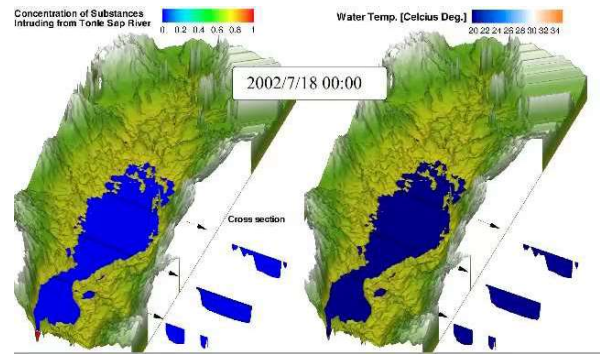 Concentration of Substances
Intruding from Tonle Sap River
0. 0.2 0.4 0.6 0.8 1
Water Temp. [Celcius Deg.]
20 22 24 26 28 30 32 34
2002/7/18 00:00
Cross section